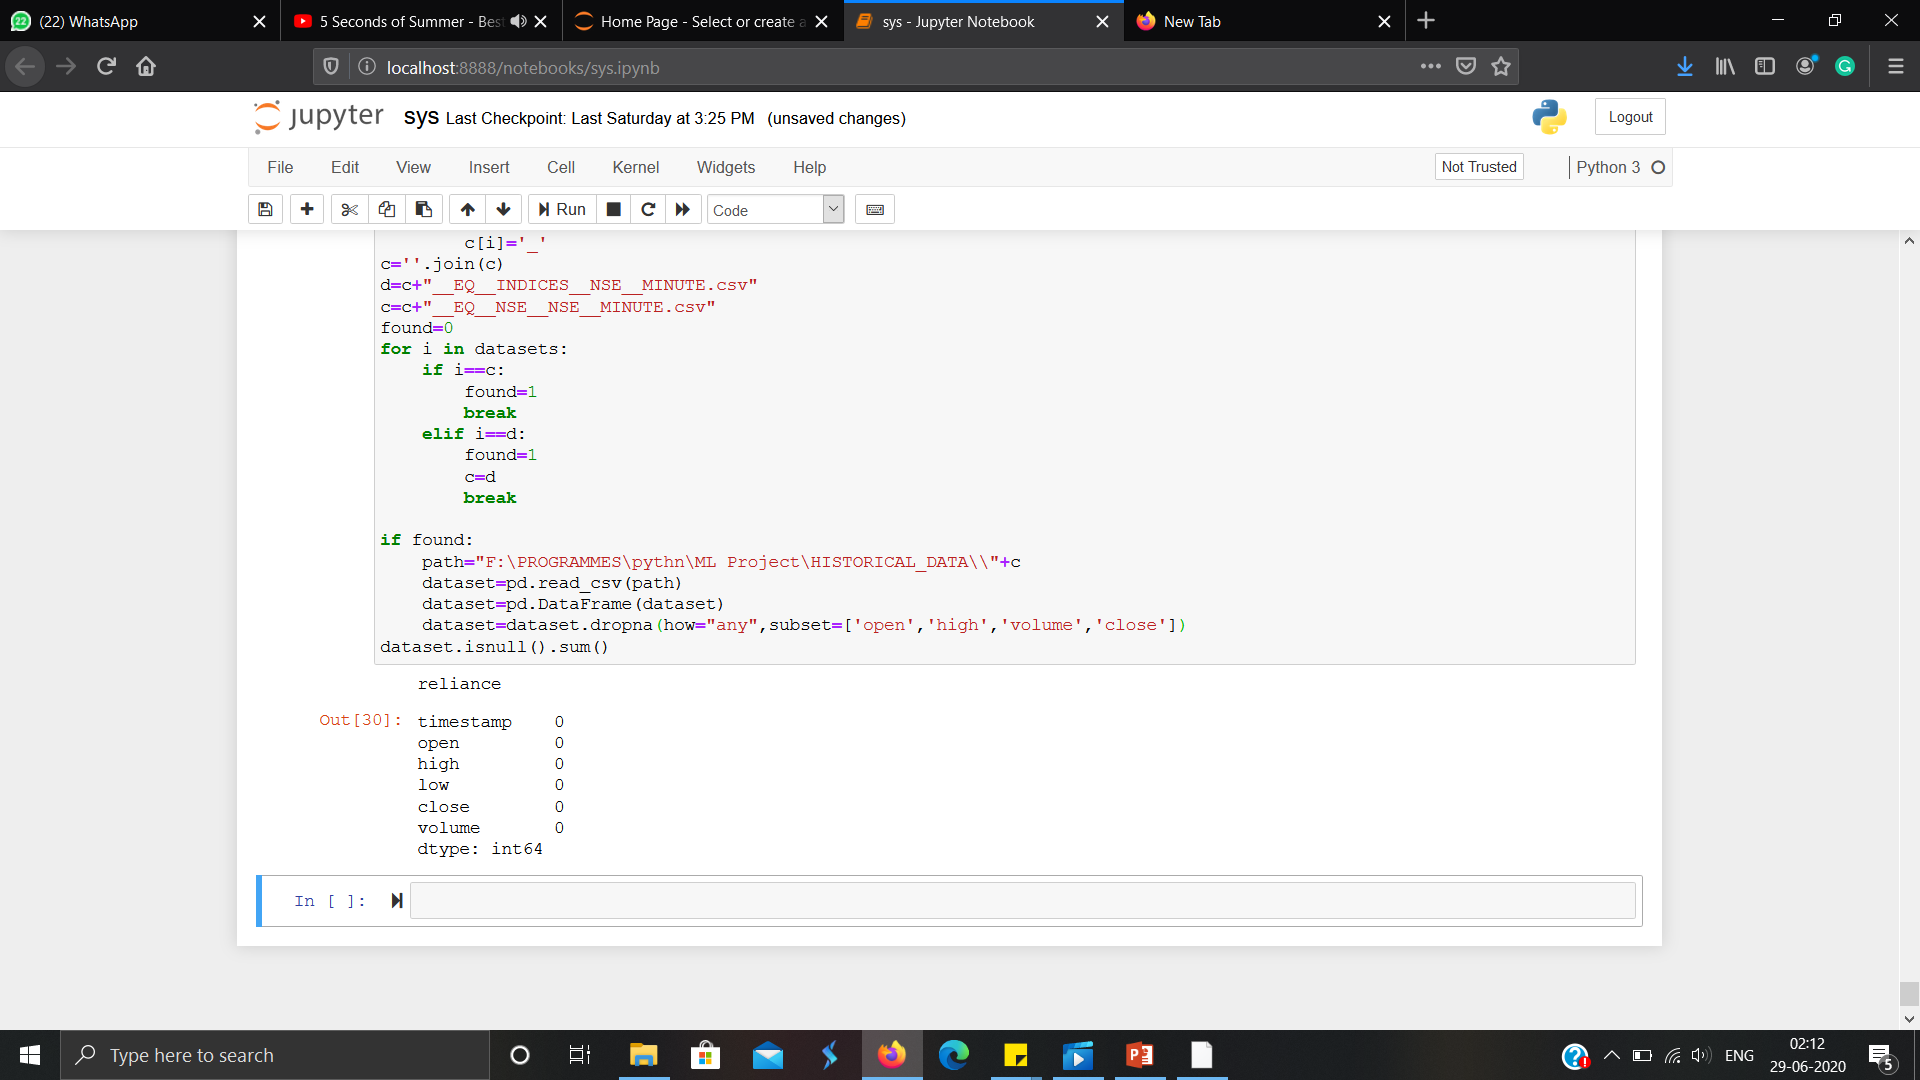 (22) WhatsApp
5 Seconds of Summer - Bes
Home Page - Select or create a
sys - Jupyter Notebook
New Tab
localhost:8888/notebooks/sys.ipynb
jupyter sys Last Checkpoint: Last Saturday at 3:25 PM (unsaved changes)
Logout
File Edit View Insert Cell Kernel Widgets Help
Not Trusted
Python 3
Run
Code
        c[i]='_'
c=''.join(c)
d=c+"__EQ__INDICES__NSE__MINUTE.csv"
c=c+"__EQ__NSE__NSE__MINUTE.csv"
found=0
for i in datasets:
    if i==c:
        found=1
        break
    elif i==d:
        found=1
        c=d
        break
if found:
    path="F:\PROGRAMMES\pythn\ML Project\HISTORICAL_DATA\\"+c
    dataset=pd.read_csv(path)
    dataset=pd.DataFrame(dataset)
    dataset=dataset.dropna(how="any",subset=['open','high','volume','close'])
dataset.isnull().sum()
reliance
Out[30]: timestamp 0
open 0
high 0
low 0
close 0
volume 0
dtype: int64
In [ ]:
Type here to search
ENG
02:12
29-06-2020
5